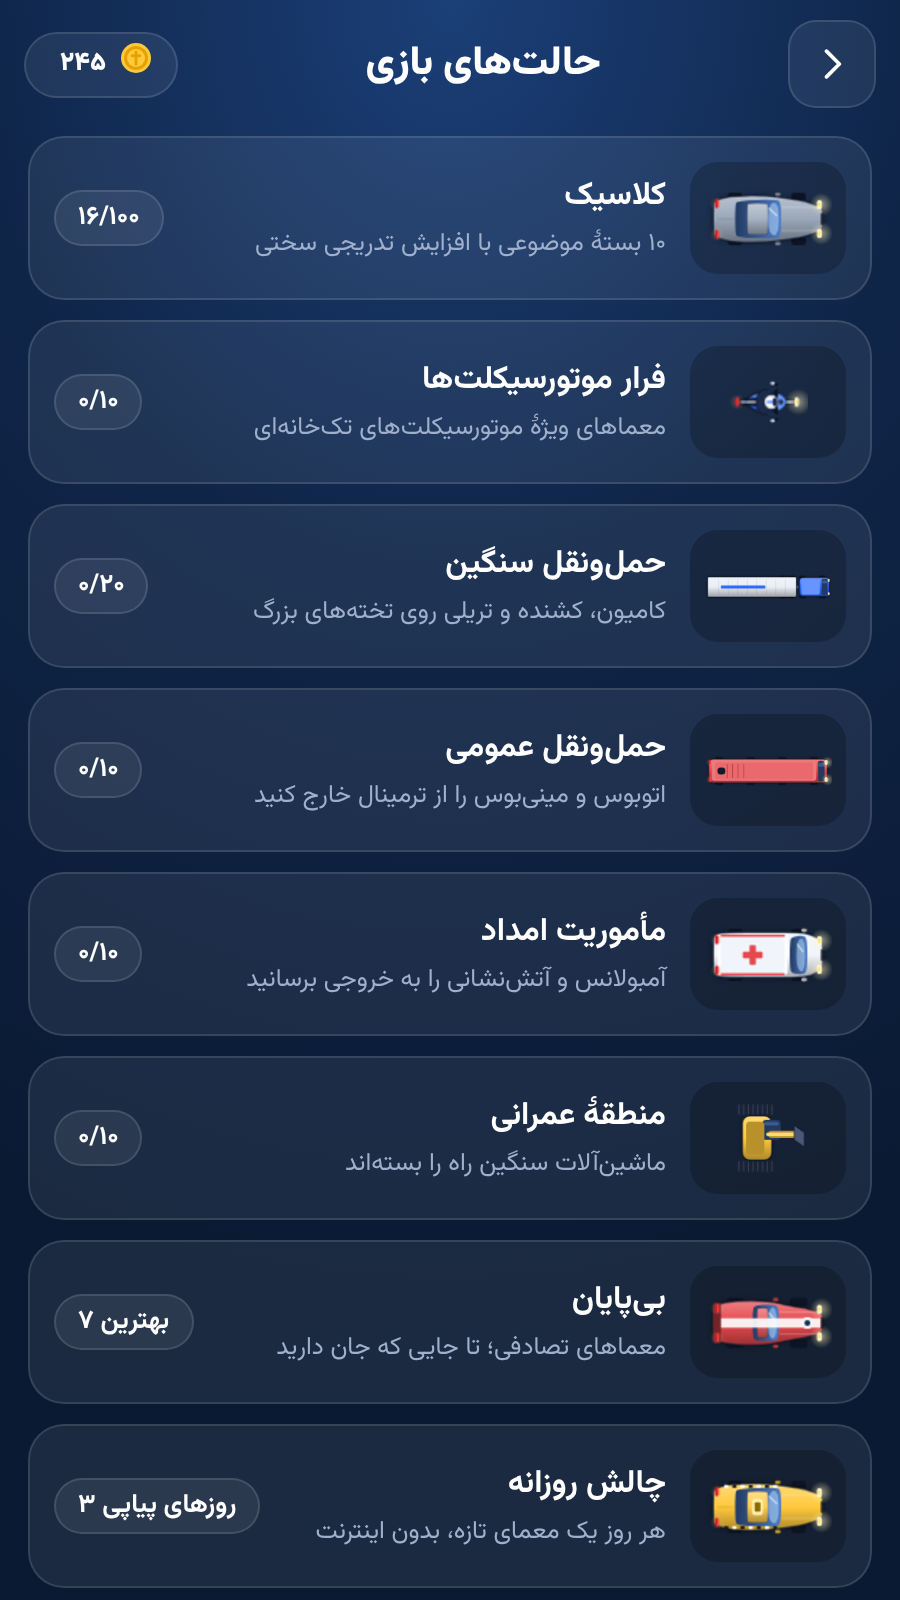 حالت‌های بازی
۲۴۵
کلاسیک
۱۰ بستهٔ موضوعی با افزایش تدریجی سختی
۱۶/۱۰۰
فرار موتورسیکلت‌ها
معماهای ویژهٔ موتورسیکلت‌های تک‌خانه‌ای
۰/۱۰
حمل‌ونقل سنگین
کامیون، کشنده و تریلی روی تخته‌های بزرگ
۰/۲۰
حمل‌ونقل عمومی
اتوبوس و مینی‌بوس را از ترمینال خارج کنید
۰/۱۰
مأموریت امداد
آمبولانس و آتش‌نشانی را به خروجی برسانید
۰/۱۰
منطقهٔ عمرانی
ماشین‌آلات سنگین راه را بسته‌اند
۰/۱۰
بی‌پایان
معماهای تصادفی؛ تا جایی که جان دارید
بهترین ۷
چالش روزانه
هر روز یک معمای تازه، بدون اینترنت
روزهای پیاپی ۳